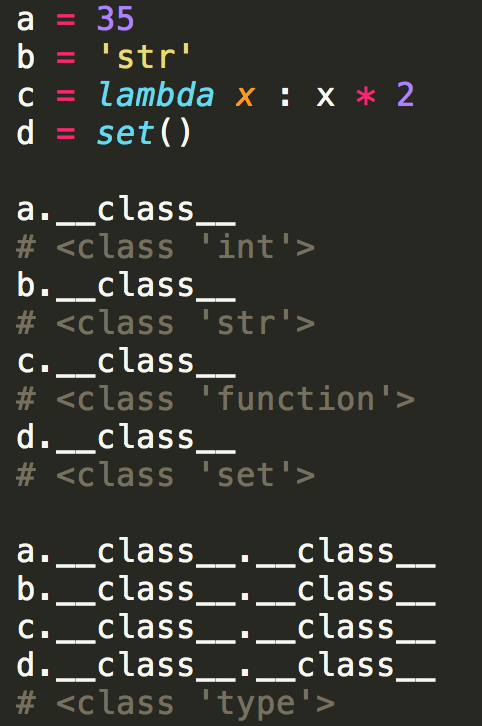 a = 35
b = 'str'
c = lambda x : x * 2
d = set()
a.__class__
# <class 'int'>
b.__class__
# <class 'str'>
c.__class__
# <class 'function'>
d.__class__
# <class 'set'>
a.__class__.__class__
b.__class__.__class__
c.__class__.__class__
d.__class__.__class__
# <class 'type'>